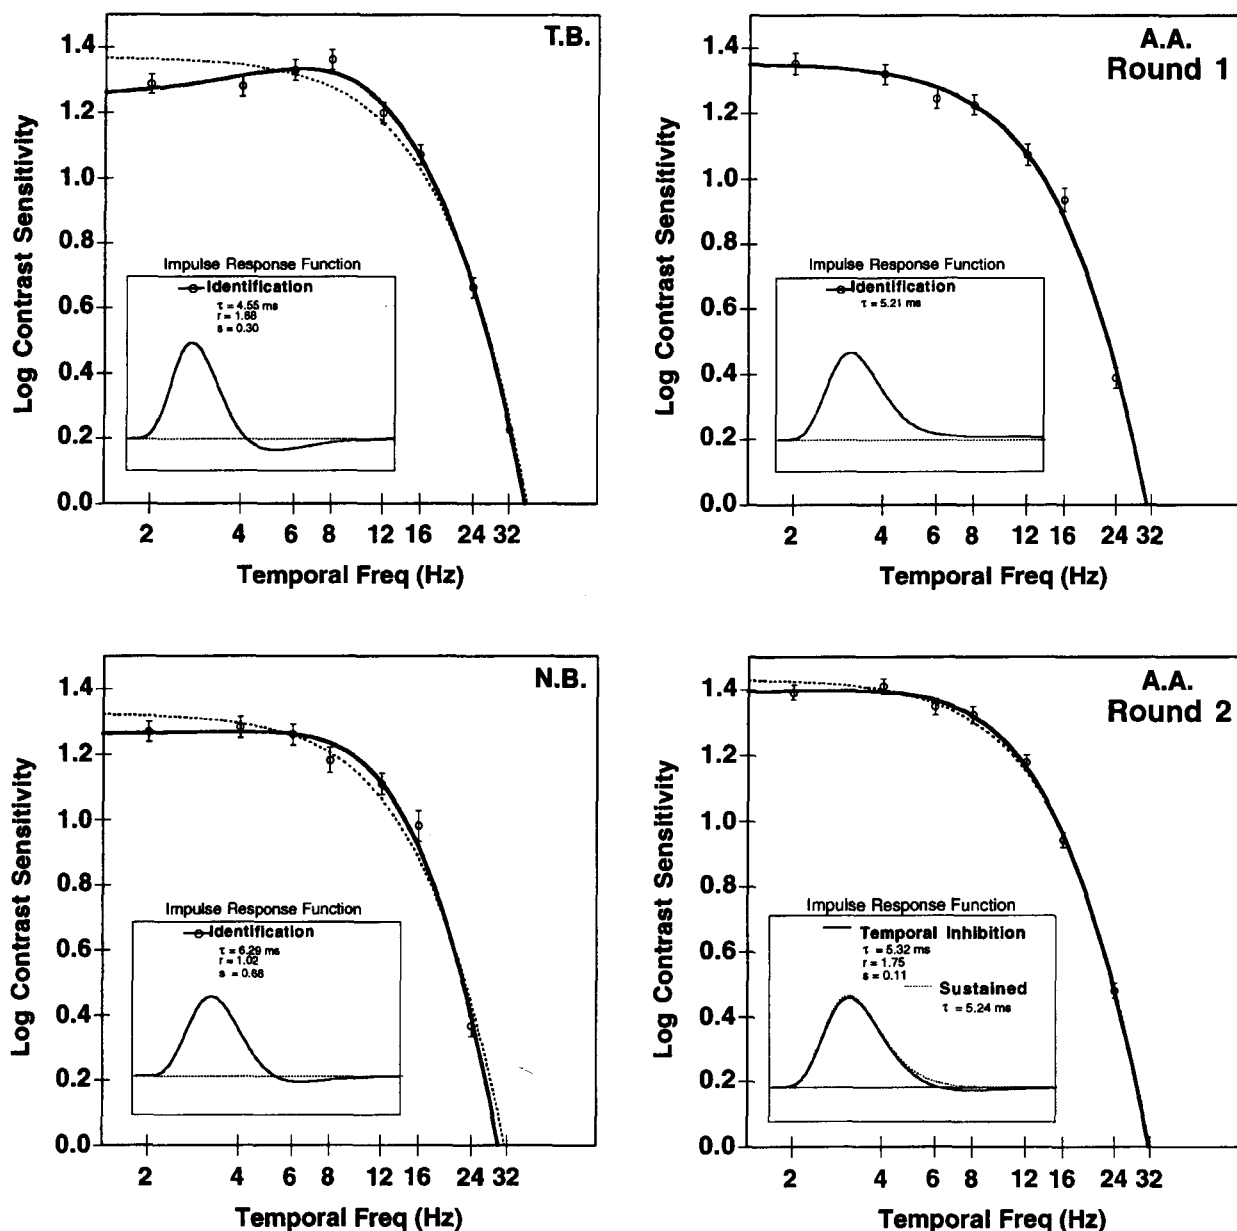 T.B.
1.4
1.2
1.0
0.8
0.6
0.4
0.2
0.0
Log Contrast Sensitivity
Impulse Response Function
Identification
τ = 4.55 ms
r = 1.68
s = 0.30
2 4 6 8 12 16 24 32
Temporal Freq (Hz)
A.A.
Round 1
1.4
1.2
1.0
0.8
0.6
0.4
0.2
0.0
Log Contrast Sensitivity
Impulse Response Function
Identification
τ = 5.21 ms
2 4 6 8 12 16 24 32
Temporal Freq (Hz)
N.B.
1.4
1.2
1.0
0.8
0.6
0.4
0.2
0.0
Log Contrast Sensitivity
Impulse Response Function
Identification
τ = 6.29 ms
r = 1.02
s = 0.68
2 4 6 8 12 16 24 32
Temporal Freq (Hz)
A.A.
Round 2
1.4
1.2
1.0
0.8
0.6
0.4
0.2
0.0
Log Contrast Sensitivity
Impulse Response Function
Temporal Inhibition
τ = 5.32 ms
r = 1.75
s = 0.11
Sustained
τ = 5.24 ms
2 4 6 8 12 16 24 32
Temporal Freq (Hz)